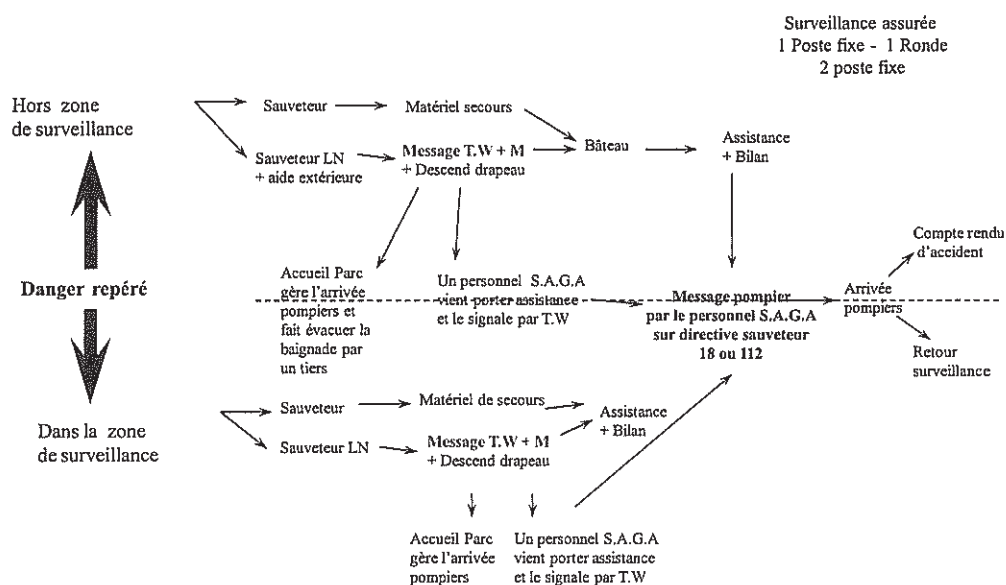 Surveillance assurée
1 Poste fixe - 1 Ronde
2 poste fixe
Hors zone
de surveillance
Sauveteur
Matériel secours
Sauveteur LN
+ aide extérieure
Message T.W + M
+ Descend drapeau
Bâteau
Assistance
+ Bilan
Danger repéré
Accueil Parc
gère l'arrivée
pompiers et
fait évacuer la
baignade par
un tiers
Un personnel S.A.G.A
vient porter assistance
et le signale par T.W
Message pompier
par le personnel S.A.G.A
sur directive sauveteur
18 ou 112
Arrivée
pompiers
Compte rendu
d'accident
Retour
surveillance
Dans la zone
de surveillance
Sauveteur
Matériel de secours
Sauveteur LN
Message T.W + M
+ Descend drapeau
Assistance
+ Bilan
Accueil Parc
gère l'arrivée
pompiers
Un personnel S.A.G.A
vient porter assistance
et le signale par T.W